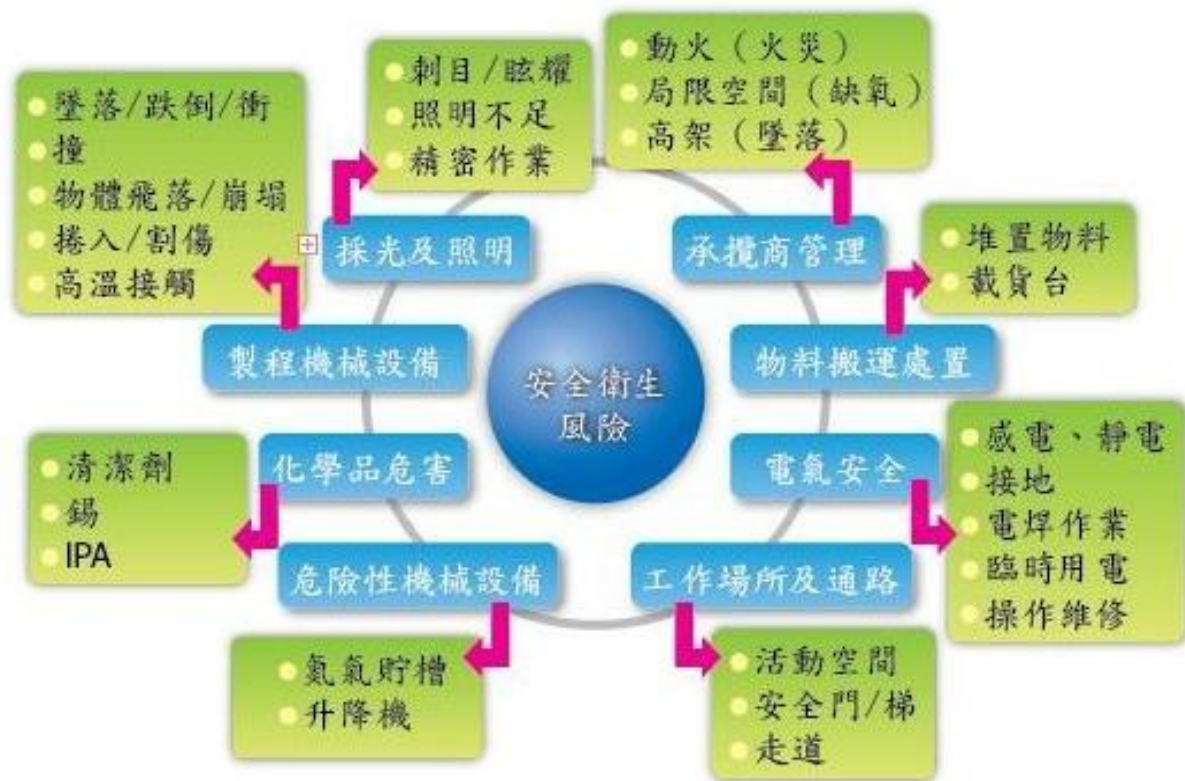 刺目/眩耀
照明不足
精密作業
動火（火災）
局限空間（缺氧）
高架（墜落）
墜落/跌倒/衝
撞
物體飛落/崩塌
捲入/割傷
高溫接觸
採光及照明
承攬商管理
堆置物料
載貨台
製程機械設備
物料搬運處置
安全衛生
風險
清潔劑
錫
IPA
化學品危害
電氣安全
感電、靜電
接地
電焊作業
臨時用電
操作維修
危險性機械設備
工作場所及通路
氮氣貯槽
升降機
活動空間
安全門/梯
走道